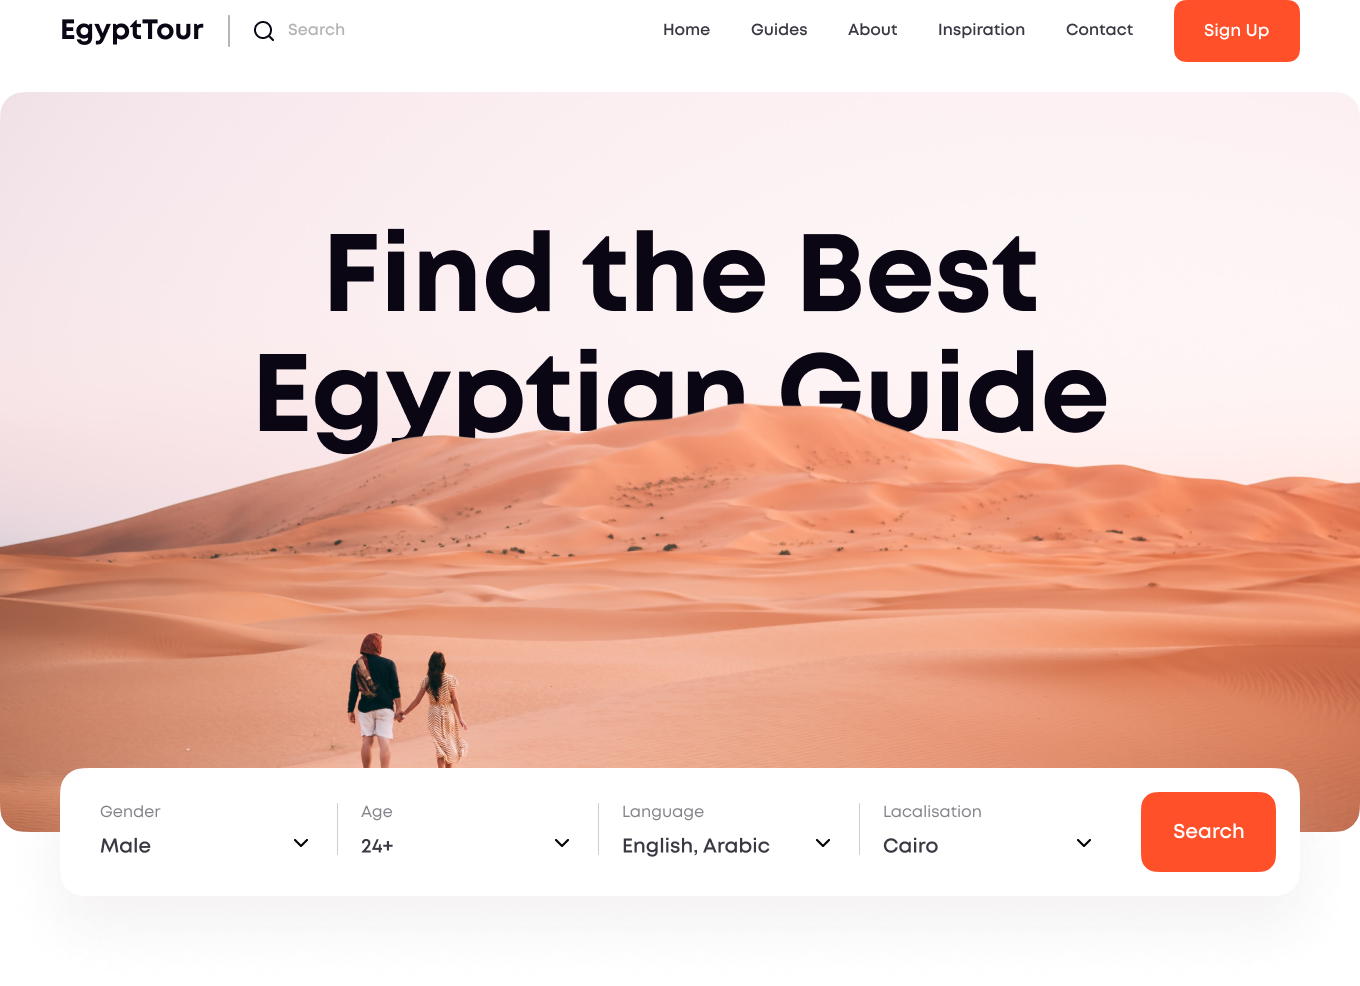 EgyptTour
Search
Home
Guides
About
Inspiration
Contact
Sign Up
Find the Best
Egyptian Guide
Gender
Male
Age
24+
Language
English, Arabic
Lacalisation
Cairo
Search